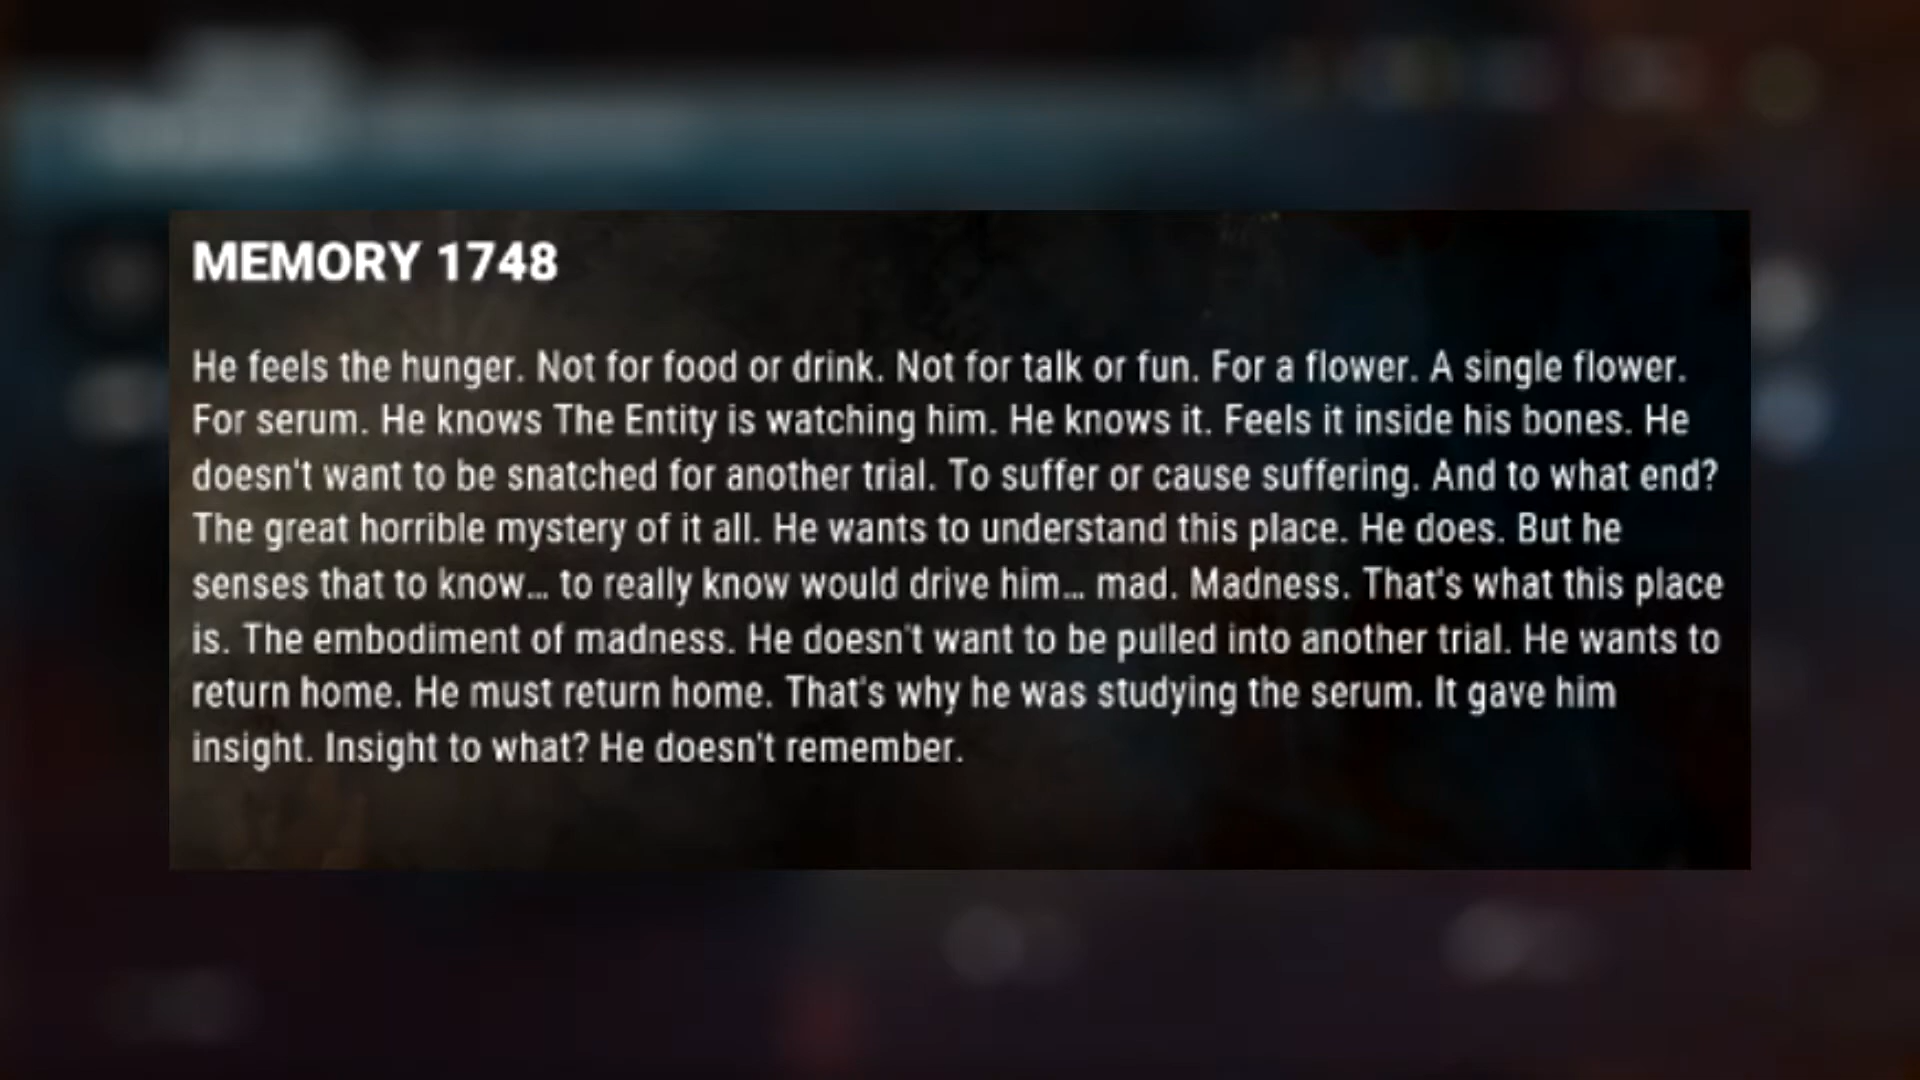 MEMORY 1748
He feels the hunger. Not for food or drink. Not for talk or fun. For a flower. A single flower.
For serum. He knows The Entity is watching him. He knows it. Feels it inside his bones. He
doesn't want to be snatched for another trial. To suffer or cause suffering. And to what end?
The great horrible mystery of it all. He wants to understand this place. He does. But he
senses that to know... to really know would drive him... mad. Madness. That's what this place
is. The embodiment of madness. He doesn't want to be pulled into another trial. He wants to
return home. He must return home. That's why he was studying the serum. It gave him
insight. Insight to what? He doesn't remember.